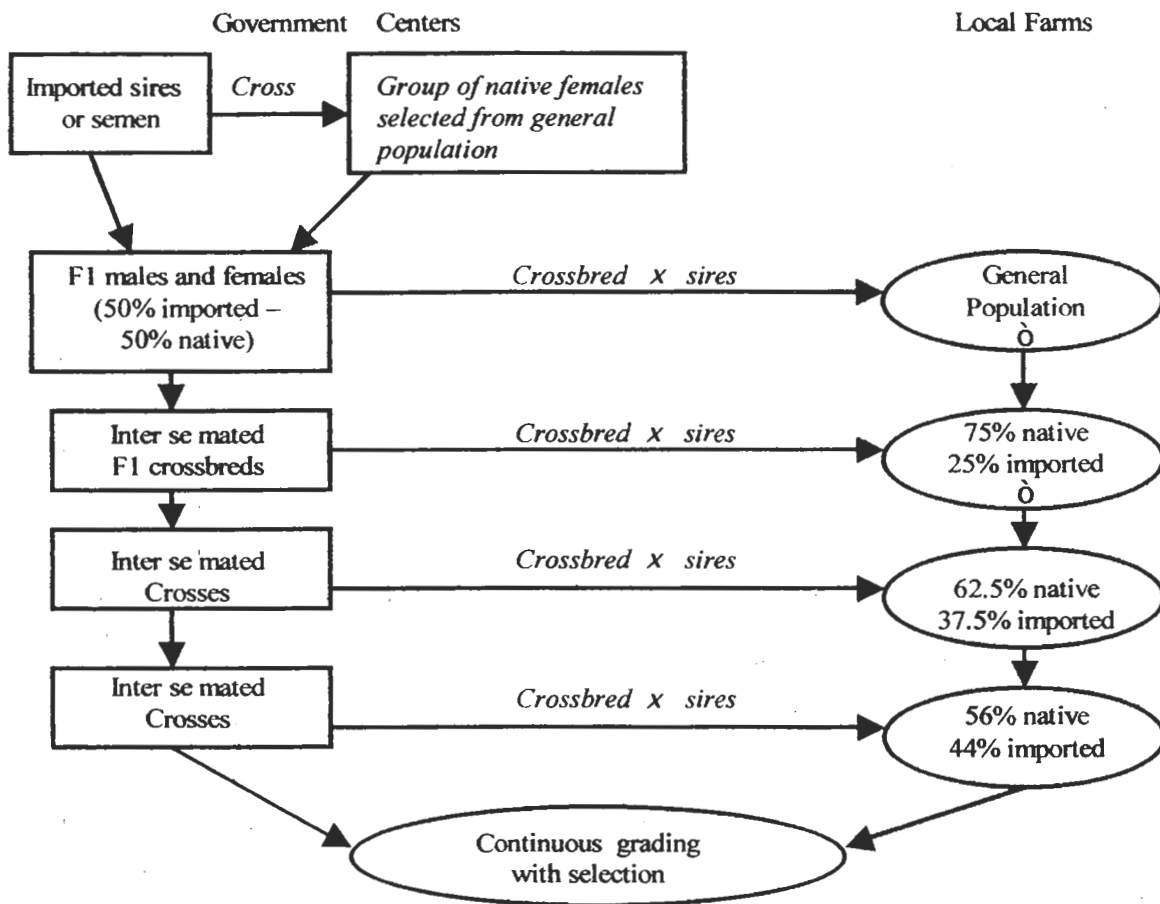 Government Centers
Local Farms
Imported sires
or semen
Cross
Group of native females
selected from general
population
F1 males and females
(50% imported –
50% native)
Crossbred x sires
General
Population
Ò
Inter se mated
F1 crossbreds
Crossbred x sires
75% native
25% imported
Ò
Inter se mated
Crosses
Crossbred x sires
62.5% native
37.5% imported
Inter se mated
Crosses
Crossbred x sires
56% native
44% imported
Continuous grading
with selection